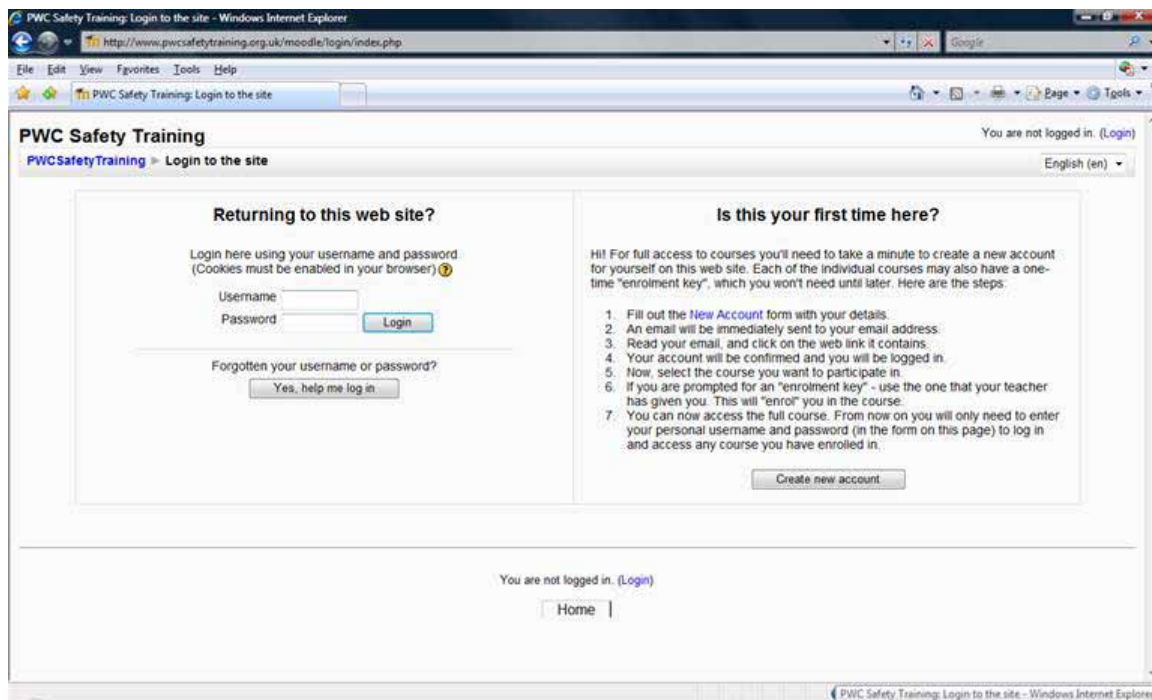 PWC Safety Training: Login to the site - Windows Internet Explorer
http://www.pwcsafetytraining.org.uk/moodle/login/index.php
Google
File Edit View Favorites Tools Help
PWC Safety Training: Login to the site
Page Tools
PWC Safety Training
You are not logged in. (Login)
PWCSafetyTraining ► Login to the site
English (en)
Returning to this web site?
Login here using your username and password
(Cookies must be enabled in your browser) ?
Username
Password
Login
Forgotten your username or password?
Yes, help me log in
Is this your first time here?
Hi! For full access to courses you'll need to take a minute to create a new account
for yourself on this web site. Each of the individual courses may also have a one-
time "enrolment key", which you won't need until later. Here are the steps:
1. Fill out the New Account form with your details.
2. An email will be immediately sent to your email address.
3. Read your email, and click on the web link it contains.
4. Your account will be confirmed and you will be logged in.
5. Now, select the course you want to participate in.
6. If you are prompted for an "enrolment key" - use the one that your teacher
has given you. This will "enrol" you in the course.
7. You can now access the full course. From now on you will only need to enter
your personal username and password (in the form on this page) to log in
and access any course you have enrolled in.
Create new account
You are not logged in. (Login)
Home
PWC Safety Training: Login to the site - Windows Internet Explorer